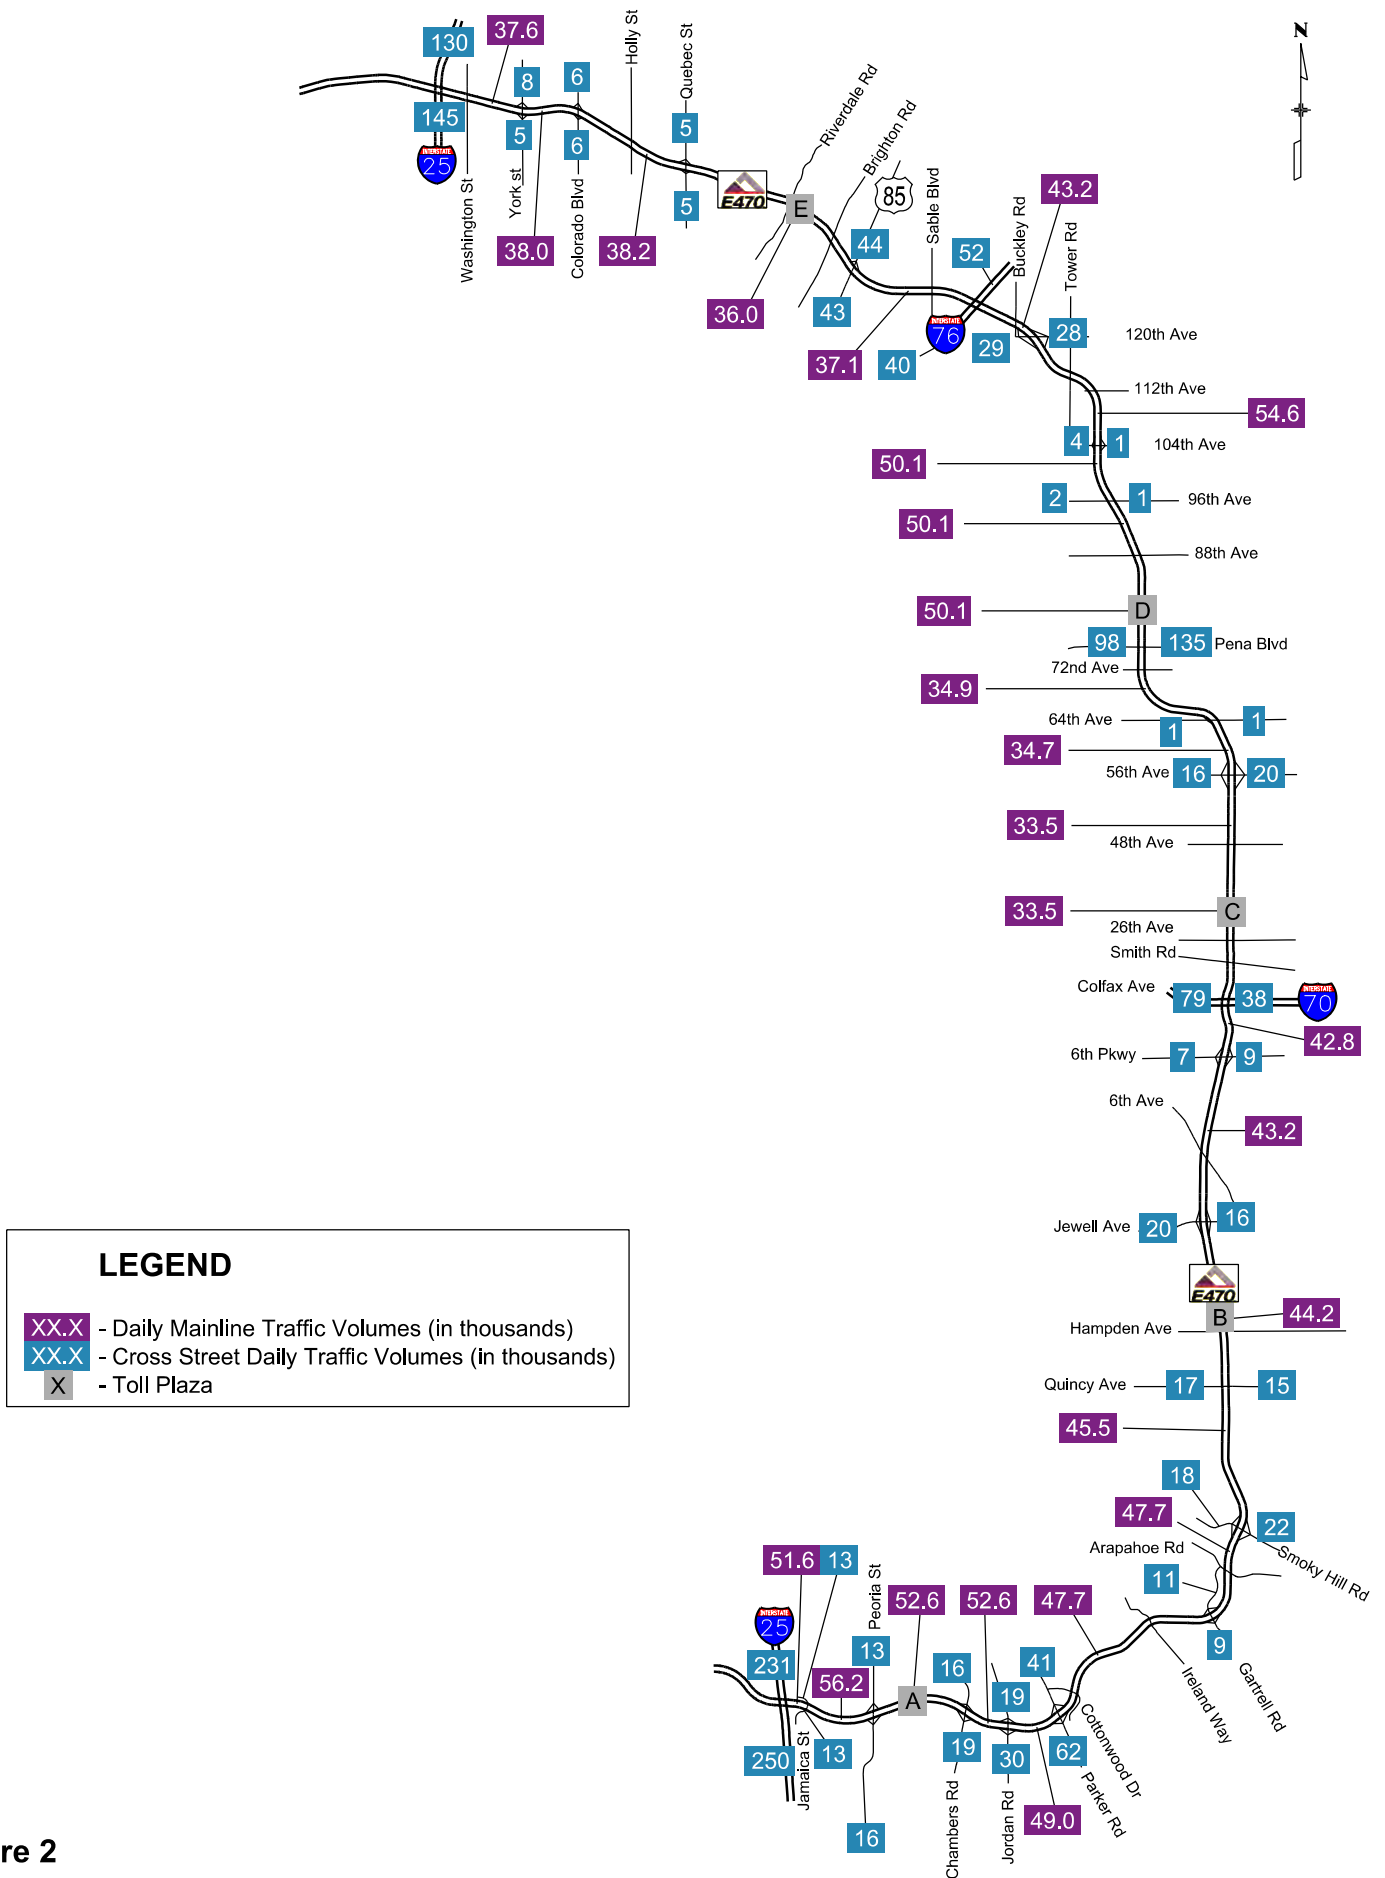 130
37.6
Holly St
Quebec St
N
8
6
145
5
6
5
INTERSTATE
25
Washington St
York st
Colorado Blvd
38.0
38.2
5
E470
E
Riverdale Rd
Brighton Rd
85
Sable Blvd
Buckley Rd
43.2
Tower Rd
44
52
36.0
43
INTERSTATE
76
28
120th Ave
29
37.1
40
112th Ave
54.6
4
1
104th Ave
50.1
2
1
96th Ave
50.1
88th Ave
50.1
D
98
135
Pena Blvd
72nd Ave
34.9
64th Ave
1
1
34.7
56th Ave
16
20
33.5
48th Ave
33.5
C
26th Ave
Smith Rd
Colfax Ave
79
38
INTERSTATE
70
42.8
6th Pkwy
7
9
6th Ave
43.2
Jewell Ave
20
16
E470
B
44.2
Hampden Ave
Quincy Ave
17
15
45.5
18
47.7
22
Arapahoe Rd
Smoky Hill Rd
11
9
Gartrell Rd
Ireland Way
51.6
13
Peoria St
52.6
52.6
47.7
INTERSTATE
25
231
13
56.2
A
16
19
41
250
Jamaica St
13
19
30
62
Cottonwood Dr
Parker Rd
16
Chambers Rd
Jordan Rd
49.0
LEGEND
XX.X - Daily Mainline Traffic Volumes (in thousands)
XX.X - Cross Street Daily Traffic Volumes (in thousands)
X - Toll Plaza
re 2